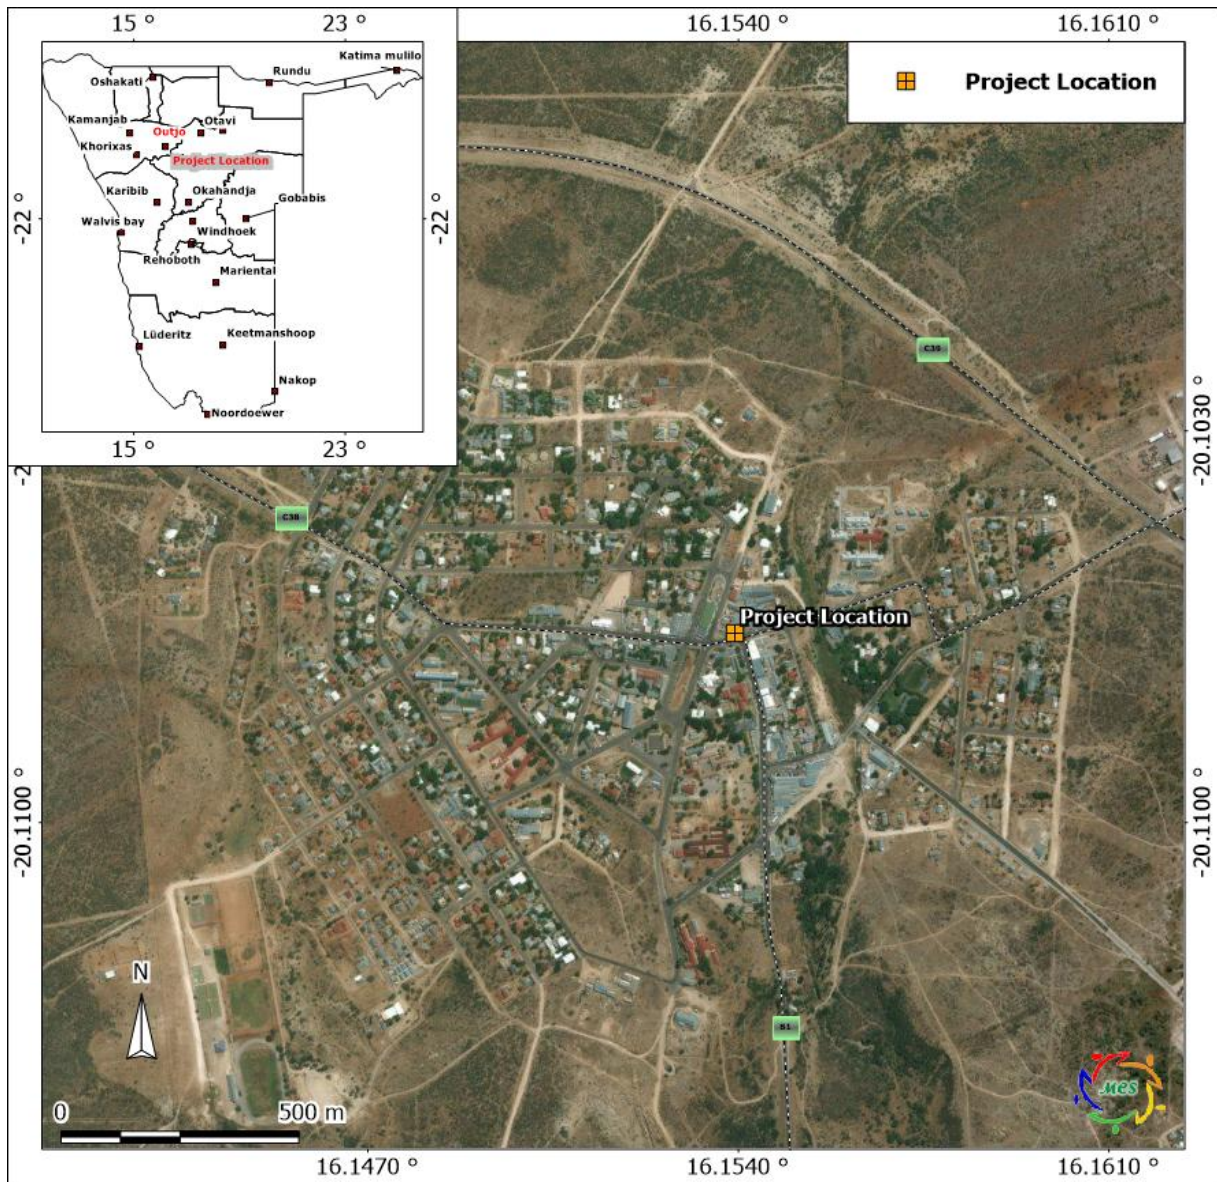 15 °
23 °
16.1540 °
16.1610 °
Katima mulilo
Oshakati
Rundu
Project Location
Kamanjab
Outjo
Otavi
Khorixas
Project Location
Karibib
Okahandja
Gobabis
-22 °
-22 °
Walvis bay
Windhoek
Rehoboth
Mariental
Lüderitz
Keetmanshoop
Nakop
Noordoewer
15 °
23 °
C39
-20.1030 °
-2
C38
Project Location
-20.1100 °
-20.1100 °
N
B1
MES
0
500 m
16.1470 °
16.1540 °
16.1610 °